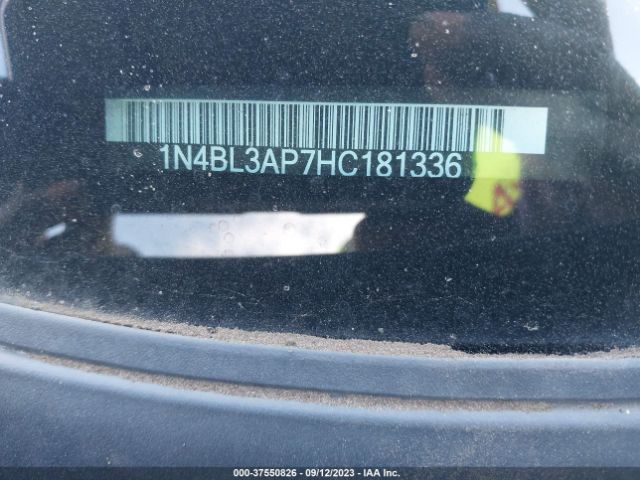 1N4BL3AP7HC181336
000-37550826 - 09/12/2023 - IAA Inc.